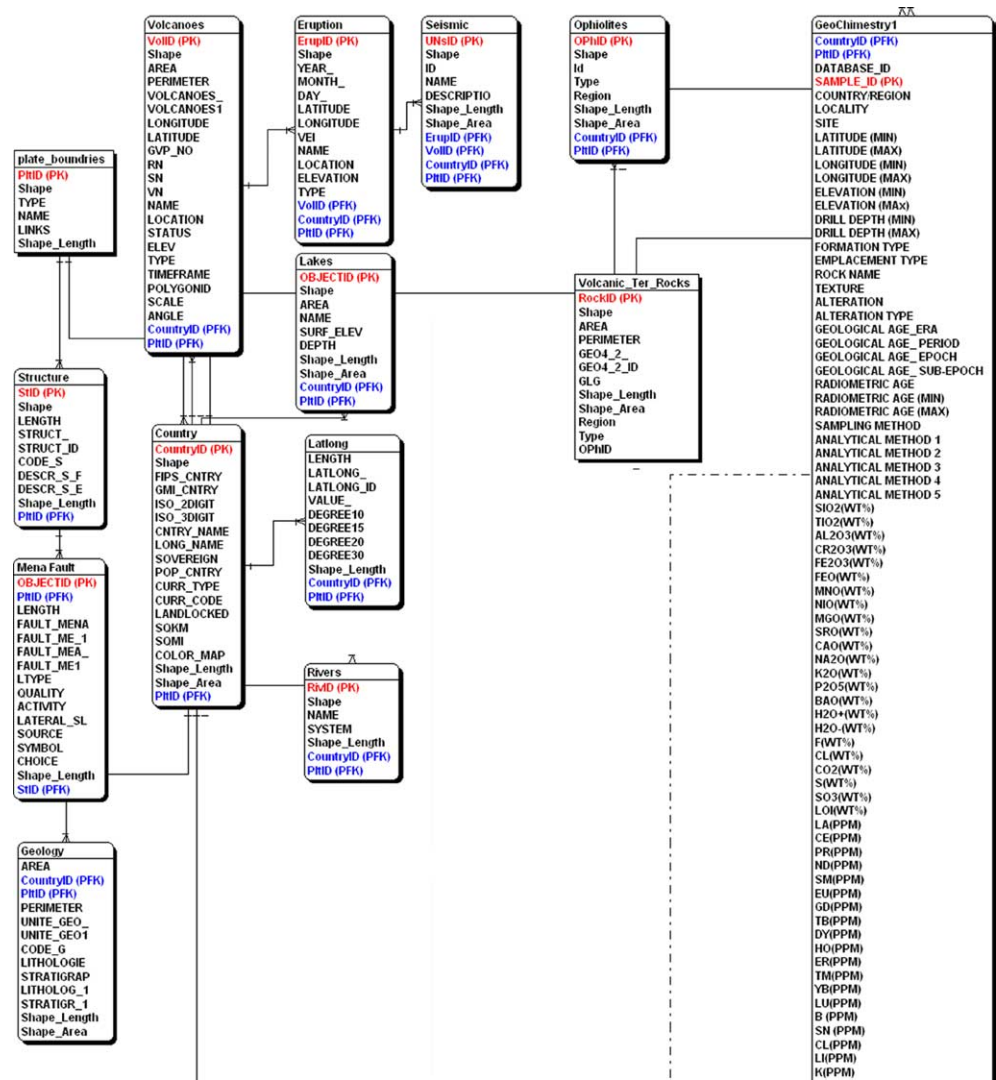 Volcanoes
VollD (PK)
Shape
AREA
PERIMETER
VOLCANOES_
VOLCANOES1
LONGITUDE
LATITUDE
GVP_NO
RN
SN
VN
NAME
LOCATION
STATUS
ELEV
TYPE
TIMEFRAME
POLYGONID
SCALE
ANGLE
CountryID (PFK)
PltID (PFK)
Eruption
ErupID (PK)
Shape
YEAR_
MONTH_
DAY_
LATITUDE
LONGITUDE
VEI
NAME
LOCATION
ELEVATION
TYPE
VolID (PFK)
CountryID (PFK)
PltID (PFK)
Seismic
UNsID (PK)
Shape
ID
NAME
DESCRIPTIO
Shape_Length
Shape_Area
ErupID (PFK)
VolID (PFK)
CountryID (PFK)
PltID (PFK)
Ophiolites
OPhID (PK)
Shape
Id
Type
Region
Shape_Length
Shape_Area
CountryID (PFK)
PltID (PFK)
GeoChimestry1
CountryID (PFK)
PltID (PFK)
DATABASE_ID
SAMPLE_ID (PK)
COUNTRY/REGION
LOCALITY
SITE
LATITUDE (MIN)
LATITUDE (MAX)
LONGITUDE (MIN)
LONGITUDE (MAX)
ELEVATION (MIN)
ELEVATION (MAx)
DRILL DEPTH (MIN)
DRILL DEPTH (MAX)
FORMATION TYPE
EMPLACEMENT TYPE
ROCK NAME
TEXTURE
ALTERATION
ALTERATION TYPE
GEOLOGICAL AGE_ERA
GEOLOGICAL AGE_ PERIOD
GEOLOGICAL AGE_ EPOCH
GEOLOGICAL AGE_ SUB-EPOCH
RADIOMETRIC AGE
RADIOMETRIC AGE (MIN)
RADIOMETRIC AGE (MAX)
SAMPLING METHOD
ANALYTICAL METHOD 1
ANALYTICAL METHOD 2
ANALYTICAL METHOD 3
ANALYTICAL METHOD 4
ANALYTICAL METHOD 5
SIO2(WT%)
TIO2(WT%)
AL2O3(WT%)
CR2O3(WT%)
FE2O3(WT%)
FEO(WT%)
MNO(WT%)
NIO(WT%)
MGO(WT%)
SRO(WT%)
CAO(WT%)
NA2O(WT%)
K2O(WT%)
P2O5(WT%)
BAO(WT%)
H2O+(WT%)
H2O-(WT%)
F(WT%)
CL(WT%)
CO2(WT%)
S(WT%)
SO3(WT%)
LOI(WT%)
LA(PPM)
CE(PPM)
PR(PPM)
ND(PPM)
SM(PPM)
EU(PPM)
GD(PPM)
TB(PPM)
DY(PPM)
HO(PPM)
ER(PPM)
TM(PPM)
YB(PPM)
LU(PPM)
B (PPM)
SN (PPM)
CL(PPM)
LI(PPM)
K(PPM)
plate_boundries
PltID (PK)
Shape
TYPE
NAME
LINKS
Shape_Length
Lakes
OBJECTID (PK)
Shape
AREA
NAME
SURF_ELEV
DEPTH
Shape_Length
Shape_Area
CountryID (PFK)
PltID (PFK)
Volcanic_Ter_Rocks
RockID (PK)
Shape
AREA
PERIMETER
GEO4_2_
GEO4_2_ID
GLG
Shape_Length
Shape_Area
Region
Type
OPhID
Structure
StID (PK)
Shape
LENGTH
STRUCT_
STRUCT_ID
CODE_S
DESCR_S_F
DESCR_S_E
Shape_Length
PltID (PFK)
Country
CountryID (PK)
Shape
FIPS_CNTRY
GMI_CNTRY
ISO_2DIGIT
ISO_3DIGIT
CNTRY_NAME
LONG_NAME
SOVEREIGN
POP_CNTRY
CURR_TYPE
CURR_CODE
LANDLOCKED
SQKM
SQMI
COLOR_MAP
Shape_Length
Shape_Area
PltID (PFK)
Latlong
LENGTH
LATLONG_
LATLONG_ID
VALUE_
DEGREE10
DEGREE15
DEGREE20
DEGREE30
Shape_Length
CountryID (PFK)
PltID (PFK)
Mena Fault
OBJECTID (PK)
PltID (PFK)
LENGTH
FAULT_MENA
FAULT_ME_1
FAULT_MEA_
FAULT_ME1
LTYPE
QUALITY
ACTIVITY
LATERAL_SL
SOURCE
SYMBOL
CHOICE
Shape_Length
StID (PFK)
Rivers
RivID (PK)
Shape
NAME
SYSTEM
Shape_Length
CountryID (PFK)
PltID (PFK)
Geology
AREA
CountryID (PFK)
PltID (PFK)
PERIMETER
UNITE_GEO_
UNITE_GEO1
CODE_G
LITHOLOGIE
STRATIGRAP
LITHOLOG_1
STRATIGR_1
Shape_Length
Shape_Area